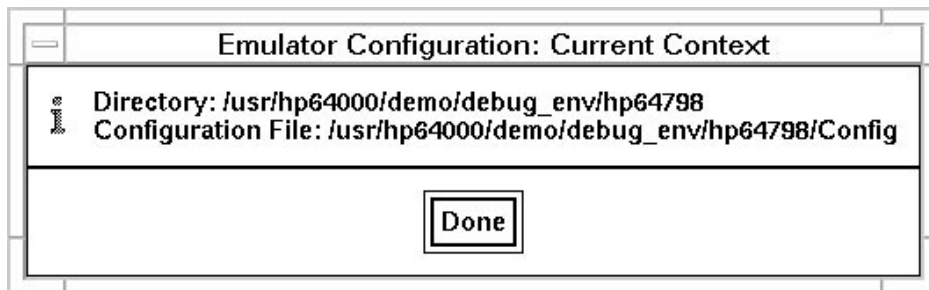 Emulator Configuration: Current Context
Directory: /usr/hp64000/demo/debug_env/hp64798
Configuration File: /usr/hp64000/demo/debug_env/hp64798/Config
Done